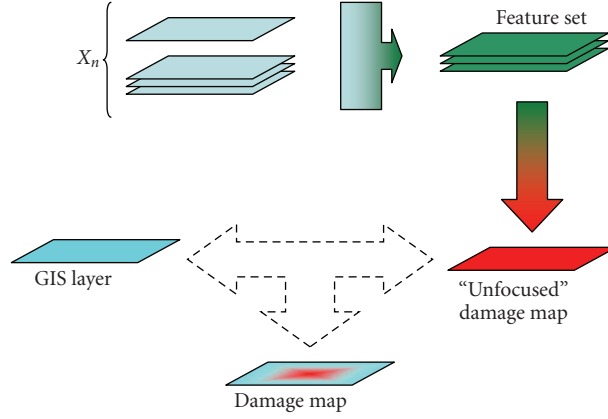 Feature set
Xn
GIS layer
“Unfocused”
damage map
Damage map